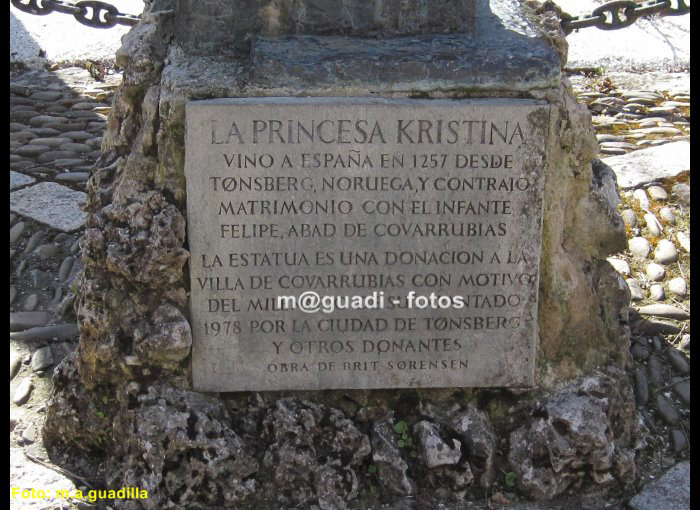 LA PRINCESA KRISTINA
VINO A ESPAÑA EN 1257 DESDE
TØNSBERG, NORUEGA, Y CONTRAJO
MATRIMONIO CON EL INFANTE
FELIPE, ABAD DE COVARRUBIAS
LA ESTATUA ES UNA DONACION A LA
VILLA DE COVARRUBIAS CON MOTIVO
DEL
m@guadi - fotos
1978 POR LA CIUDAD DE TØNSBERG
Y OTROS DONANTES
OBRA DE BRIT SØRENSEN
Foto: m.a.guadilla